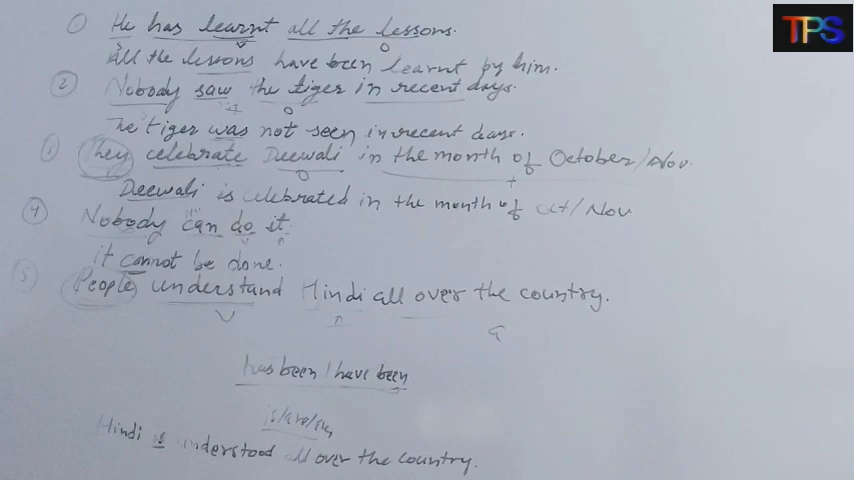 TPS
① He has learnt all the lessons.
all the lessons have been learnt by him.
② Nobody saw the tiger in recent days.
The tiger was not seen in recent days.
They celebrate Deewali in the month of October/Nov.
Deewali is celebrated in the month of oct/Nov
④ Nobody can do it.
it cannot be done.
⑤ People understand Hindi all over the country.
has been / have been
is/are/am
Hindi is understood all over the country.